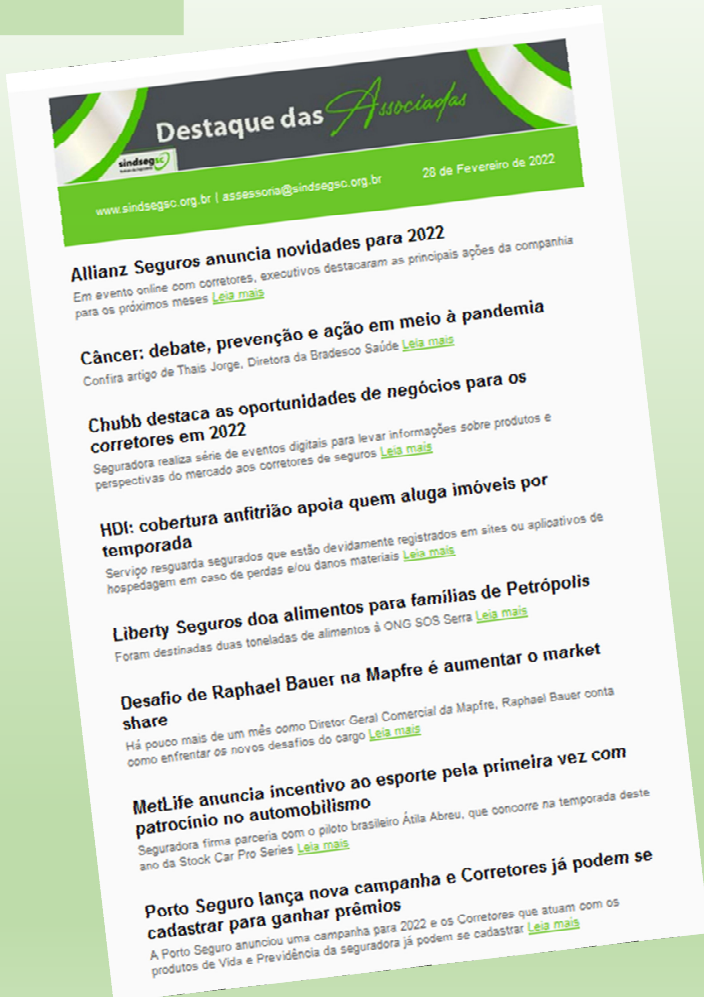 Destaque das Associadas
sindsegsc
www.sindsegsc.org.br | assessoria@sindsegsc.org.br
28 de Fevereiro de 2022
Allianz Seguros anuncia novidades para 2022
Em evento online com corretores, executivos destacaram as principais ações da companhia
para os próximos meses Leia mais
Câncer: debate, prevenção e ação em meio à pandemia
Confira artigo de Thais Jorge, Diretora da Bradesco Saúde Leia mais
Chubb destaca as oportunidades de negócios para os
corretores em 2022
Seguradora realiza série de eventos digitais para levar informações sobre produtos e
perspectivas do mercado aos corretores de seguros Leia mais
HDI: cobertura anfitrião apoia quem aluga imóveis por
temporada
Serviço resguarda segurados que estão devidamente registrados em sites ou aplicativos de
hospedagem em caso de perdas e/ou danos materiais Leia mais
Liberty Seguros doa alimentos para famílias de Petrópolis
Foram destinadas duas toneladas de alimentos à ONG SOS Serra Leia mais
Desafio de Raphael Bauer na Mapfre é aumentar o market
share
Há pouco mais de um mês como Diretor Geral Comercial da Mapfre, Raphael Bauer conta
como enfrentar os novos desafios do cargo Leia mais
MetLife anuncia incentivo ao esporte pela primeira vez com
patrocínio no automobilismo
Seguradora firma parceria com o piloto brasileiro Átila Abreu, que concorre na temporada deste
ano da Stock Car Pro Series Leia mais
Porto Seguro lança nova campanha e Corretores já podem se
cadastrar para ganhar prêmios
A Porto Seguro anunciou uma campanha para 2022 e os Corretores que atuam com os
produtos de Vida e Previdência da seguradora já podem se cadastrar Leia mais